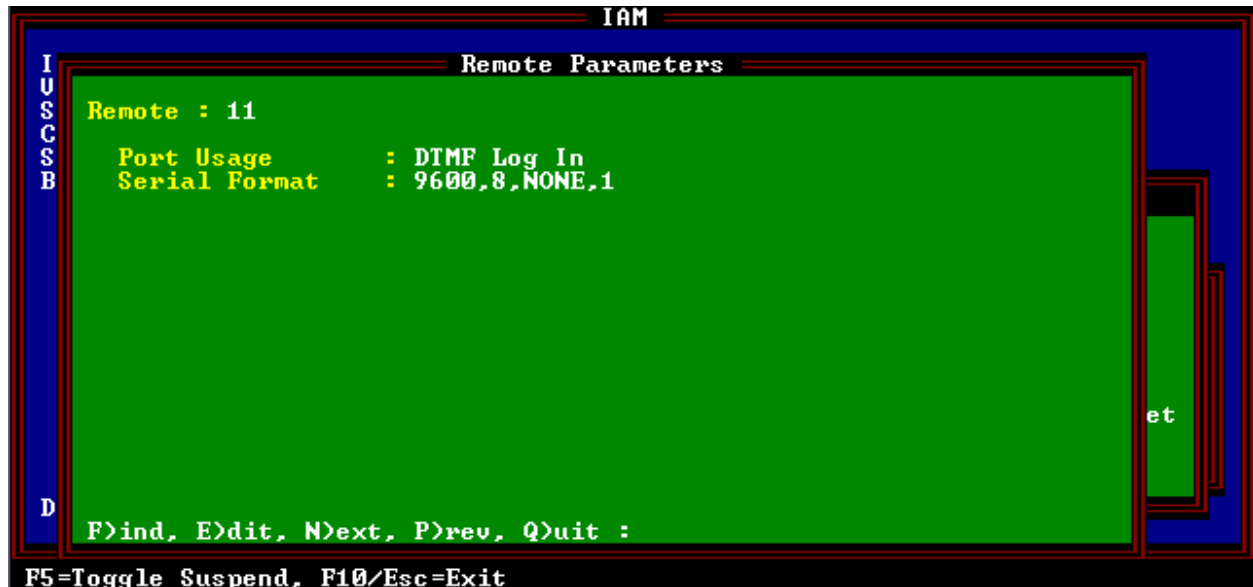 IAM
Remote Parameters
I
V
S
C
S
B
D
Remote : 11
Port Usage : DTMF Log In
Serial Format : 9600,8,NONE,1
et
F)ind, E)dit, N)ext, P)rev, Q)uit :
F5=Toggle Suspend, F10/Esc=Exit